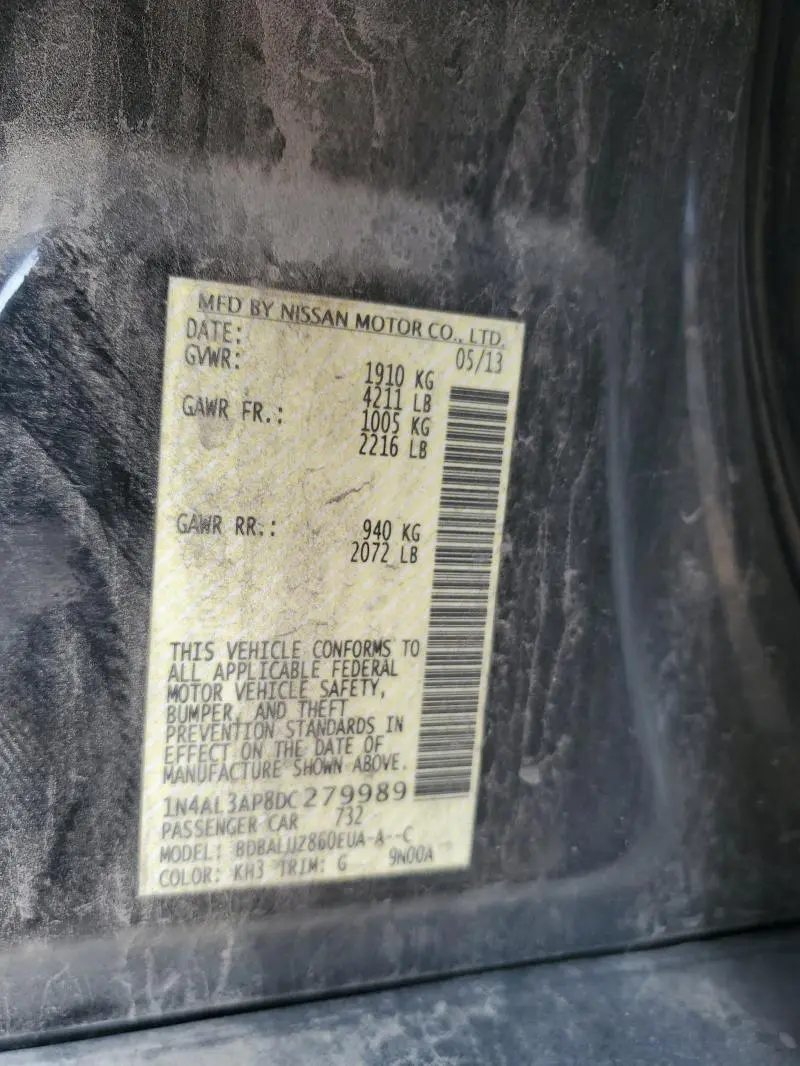 MFD BY NISSAN MOTOR CO., LTD.
DATE: 05/13
GVWR: 1910 KG
4211 LB
GAWR FR.: 1005 KG
2216 LB
GAWR RR.: 940 KG
2072 LB
THIS VEHICLE CONFORMS TO
ALL APPLICABLE FEDERAL
MOTOR VEHICLE SAFETY,
BUMPER, AND THEFT
PREVENTION STANDARDS IN
EFFECT ON THE DATE OF
MANUFACTURE SHOWN ABOVE.
1N4AL3AP8DC279989
PASSENGER CAR 732
MODEL: BDBALUZ860EUA-A--C
COLOR: KH3 TRIM: G 9N00A